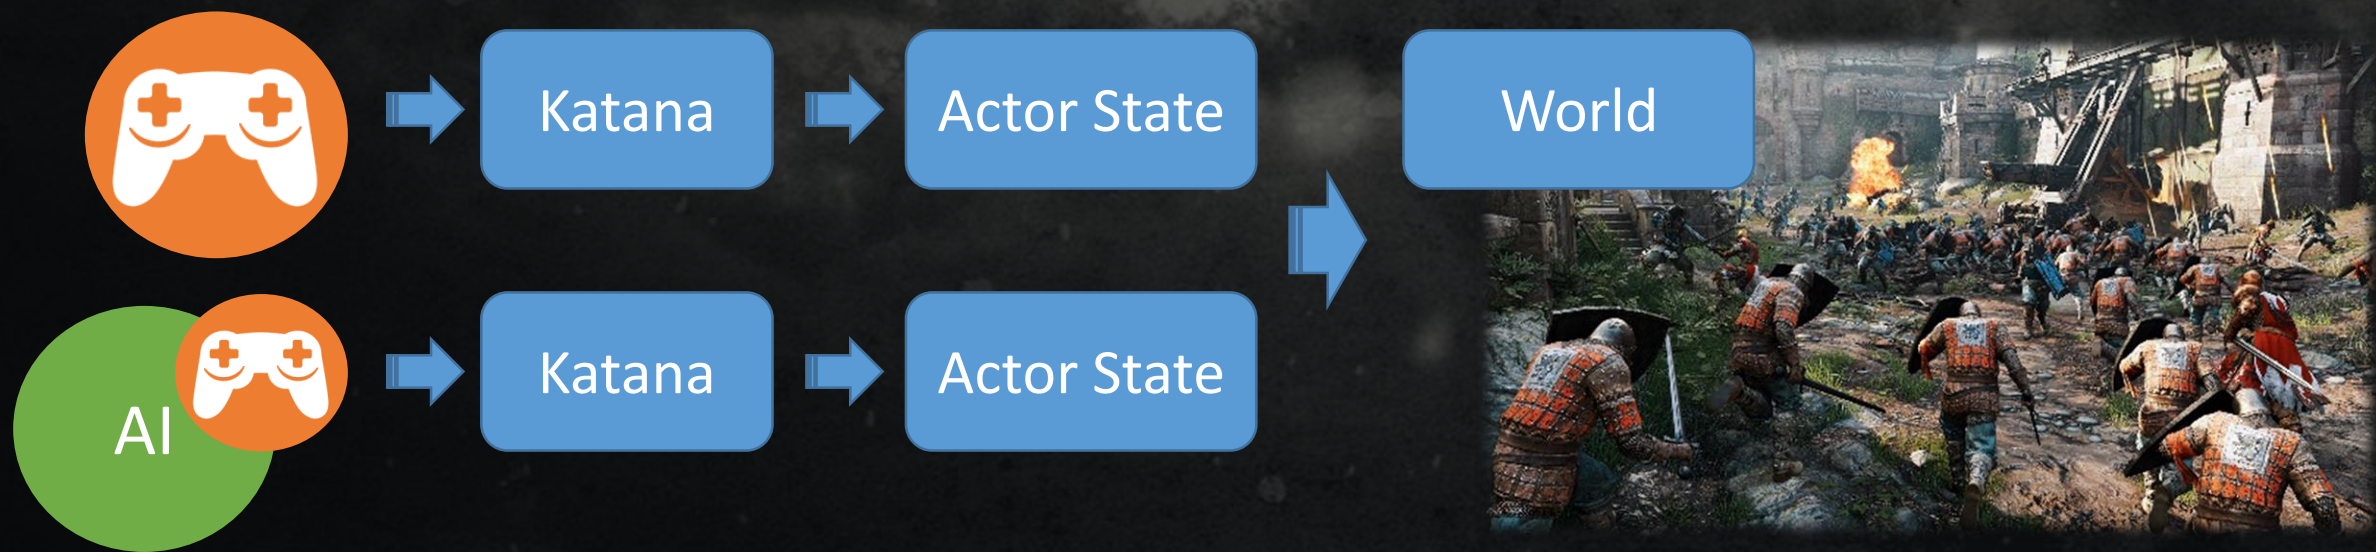 Katana
Actor State
World
AI
Katana
Actor State